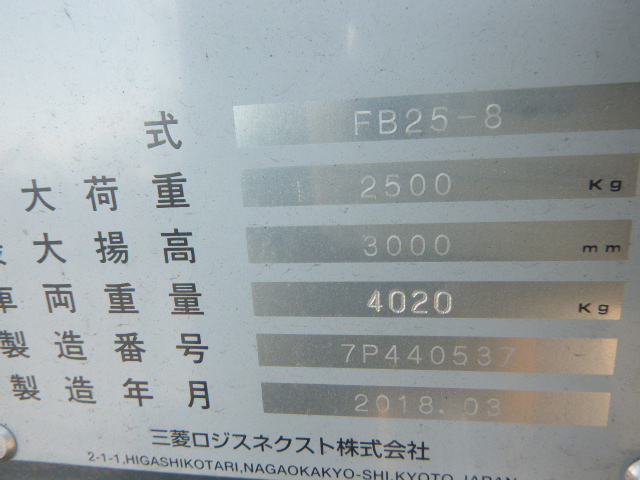 式 FB25-8
大荷重 2500 Kg
大揚高 3000 mm
車両重量 4020 Kg
製造番号 7P440537
製造年月 2018.03
三菱ロジスネクスト株式会社
2-1-1,HIGASHIKOTARI,NAGAOKAKYO-SHI,KYOTO JAPAN